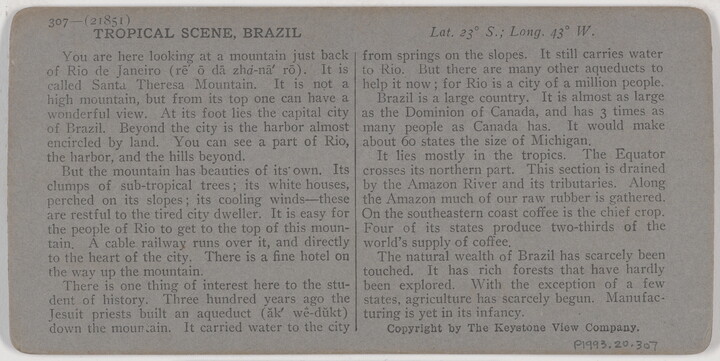 307—(21851)
TROPICAL SCENE, BRAZIL
Lat. 23° S.; Long. 43° W.
You are here looking at a mountain just back
of Rio de Janeiro (rē′ ō dā zhȧ-nā′ rō). It is
called Santa Theresa Mountain. It is not a
high mountain, but from its top one can have a
wonderful view. At its foot lies the capital city
of Brazil. Beyond the city is the harbor almost
encircled by land. You can see a part of Rio,
the harbor, and the hills beyond.
But the mountain has beauties of its own. Its
clumps of sub-tropical trees; its white houses,
perched on its slopes; its cooling winds—these
are restful to the tired city dweller. It is easy for
the people of Rio to get to the top of this moun-
tain. A cable railway runs over it, and directly
to the heart of the city. There is a fine hotel on
the way up the mountain.
There is one thing of interest here to the stu-
dent of history. Three hundred years ago the
Jesuit priests built an aqueduct (ăk′ wē-dŭkt)
down the mountain. It carried water to the city
from springs on the slopes. It still carries water
to Rio. But there are many other aqueducts to
help it now; for Rio is a city of a million people.
Brazil is a large country. It is almost as large
as the Dominion of Canada, and has 3 times as
many people as Canada has. It would make
about 60 states the size of Michigan.
It lies mostly in the tropics. The Equator
crosses its northern part. This section is drained
by the Amazon River and its tributaries. Along
the Amazon much of our raw rubber is gathered.
On the southeastern coast coffee is the chief crop.
Four of its states produce two-thirds of the
world's supply of coffee.
The natural wealth of Brazil has scarcely been
touched. It has rich forests that have hardly
been explored. With the exception of a few
states, agriculture has scarcely begun. Manufac-
turing is yet in its infancy.
Copyright by The Keystone View Company.
P1993.20.307